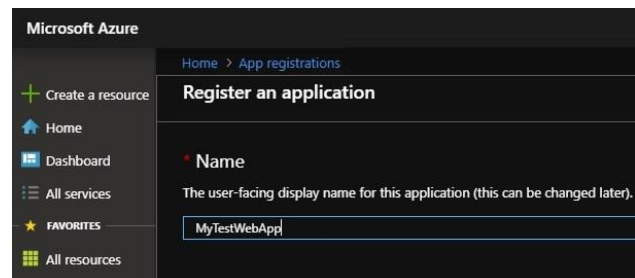 Microsoft Azure
Home > App registrations
Create a resource
Register an application
Home
Dashboard
* Name
All services
The user-facing display name for this application (this can be changed later).
FAVORITES
MyTestWebApp
All resources